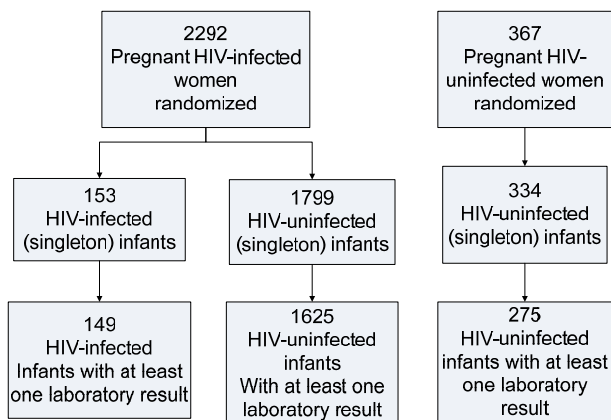 2292
Pregnant HIV-infected
women
randomized
367
Pregnant HIV-
uninfected women
randomized
153
HIV-infected
(singleton) infants
1799
HIV-uninfected
(singleton) infants
334
HIV-uninfected
(singleton) infants
149
HIV-infected
Infants with at least
one laboratory result
1625
HIV-uninfected
infants
With at least one
laboratory result
275
HIV-uninfected
infants with at least
one laboratory
result